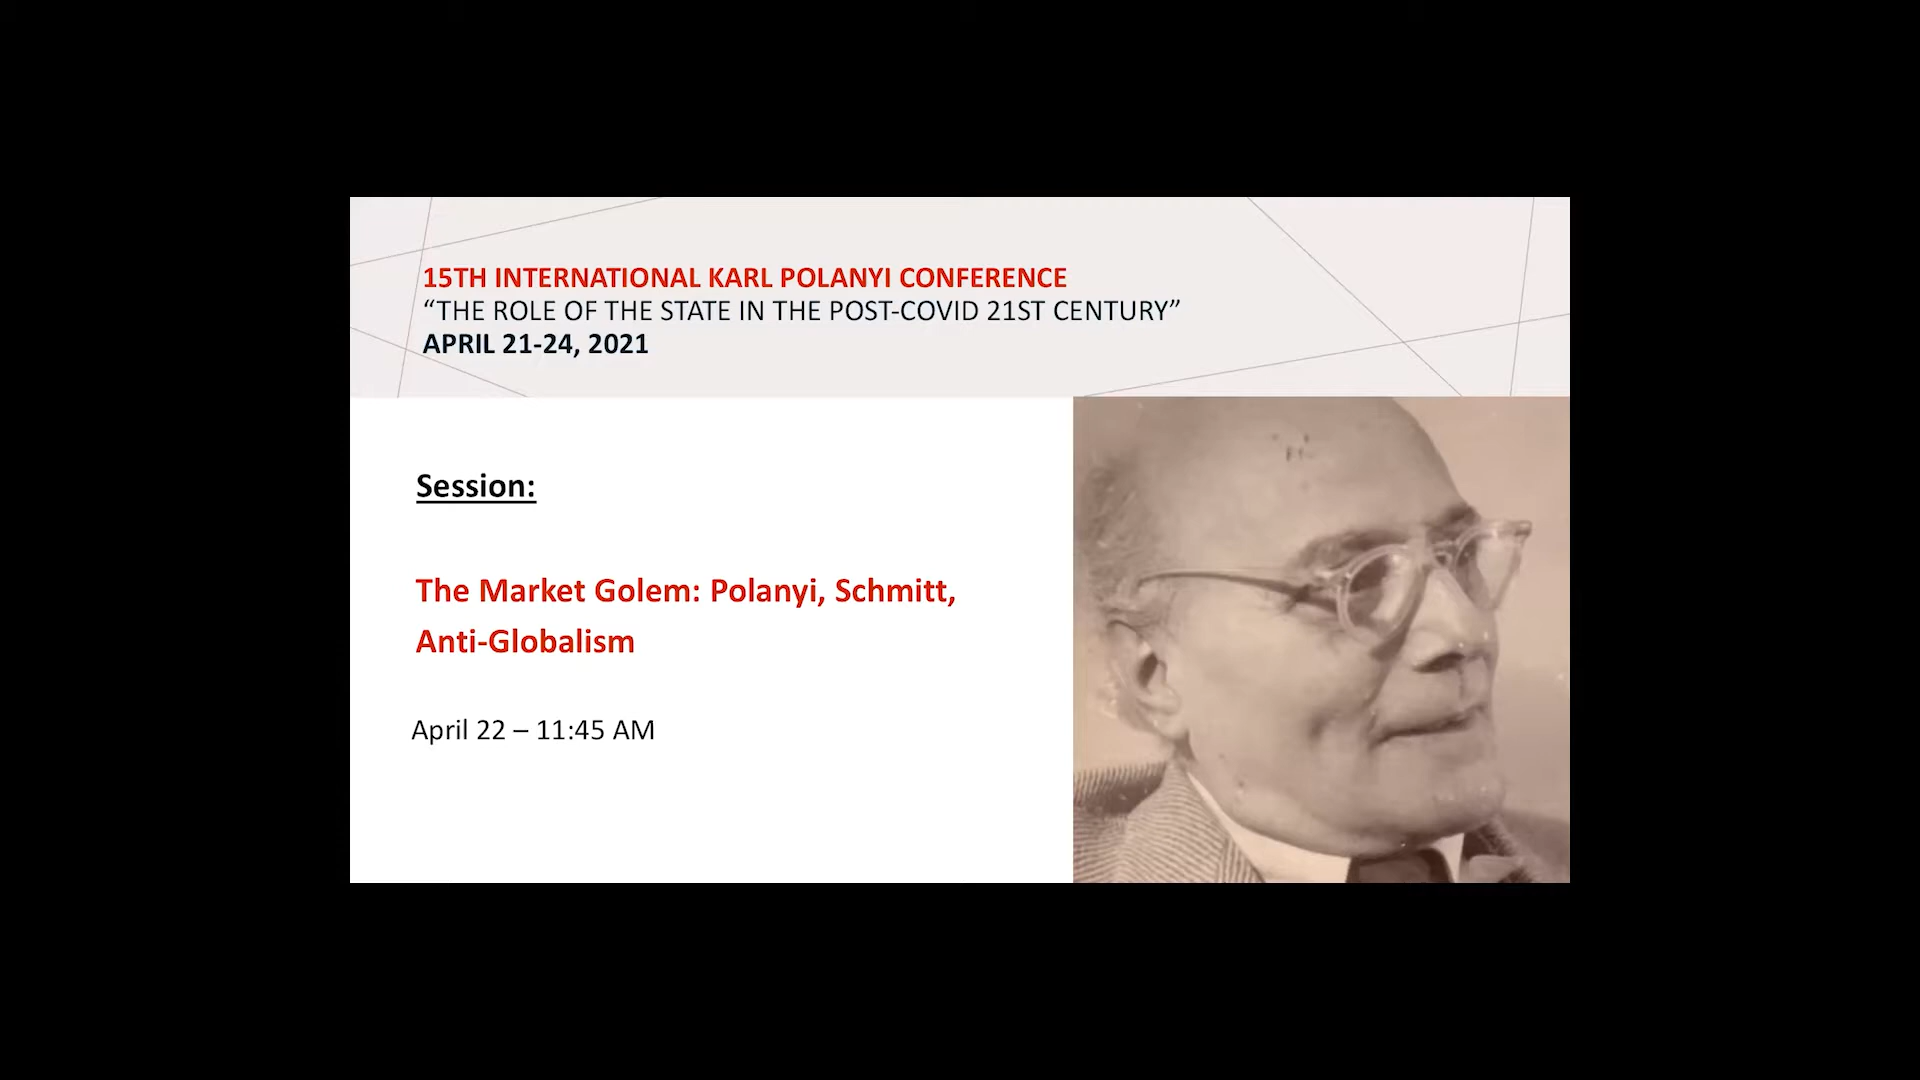 15TH INTERNATIONAL KARL POLANYI CONFERENCE
“THE ROLE OF THE STATE IN THE POST-COVID 21ST CENTURY”
APRIL 21-24, 2021
Session:
The Market Golem: Polanyi, Schmitt,
Anti-Globalism
April 22 – 11:45 AM